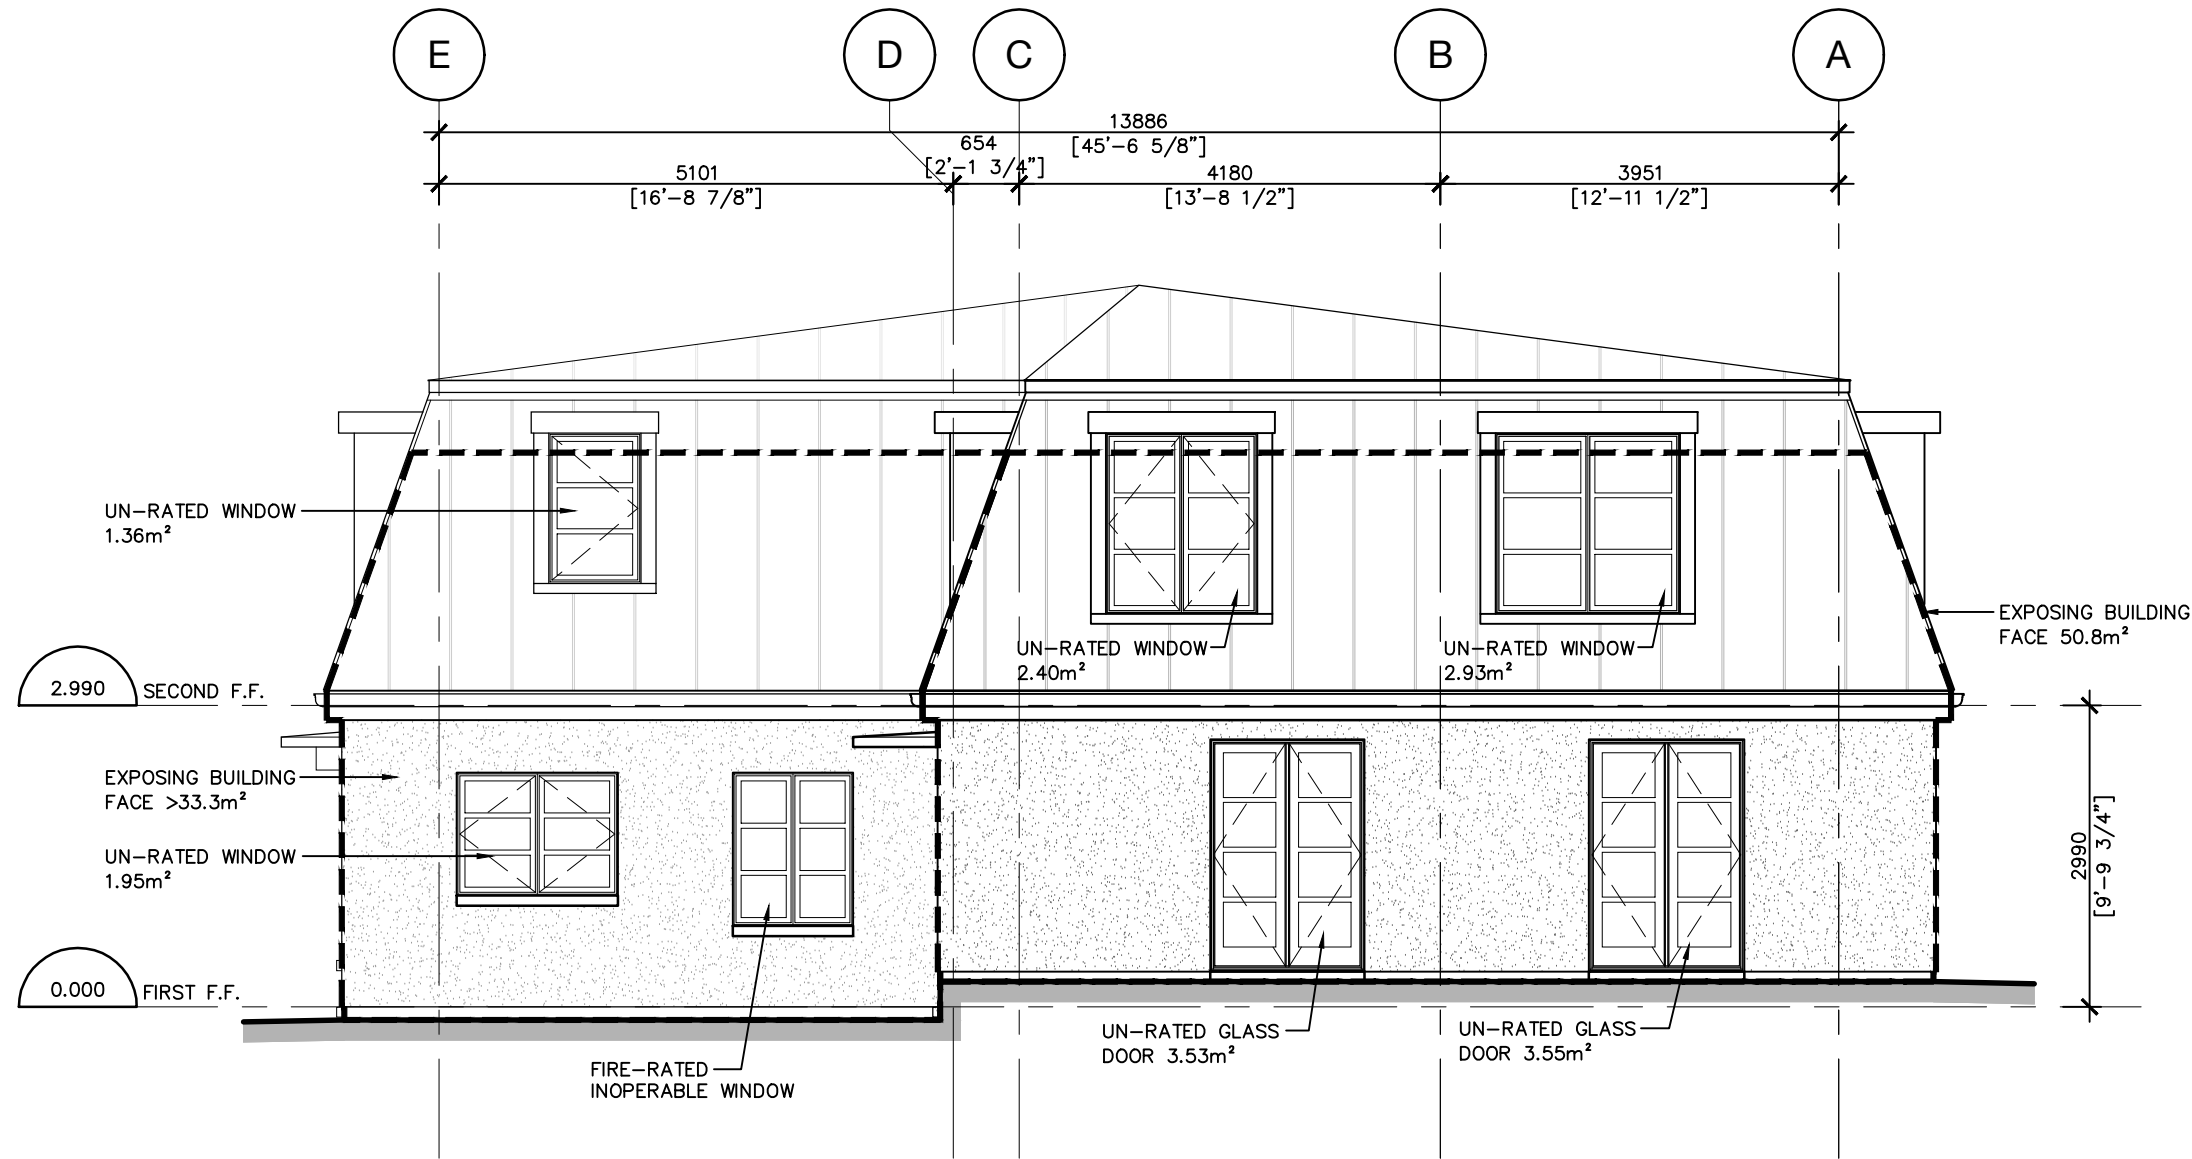 E
D
C
B
A
13886
[45'-6 5/8"]
654
[2'-1 3/4"]
5101
[16'-8 7/8"]
4180
[13'-8 1/2"]
3951
[12'-11 1/2"]
UN-RATED WINDOW
1.36m²
EXPOSING BUILDING
FACE 50.8m²
UN-RATED WINDOW
2.40m²
UN-RATED WINDOW
2.93m²
2.990
SECOND F.F.
EXPOSING BUILDING
FACE >33.3m²
UN-RATED WINDOW
1.95m²
2990
[9'-9 3/4"]
0.000
FIRST F.F.
UN-RATED GLASS
DOOR 3.53m²
UN-RATED GLASS
DOOR 3.55m²
FIRE-RATED
INOPERABLE WINDOW